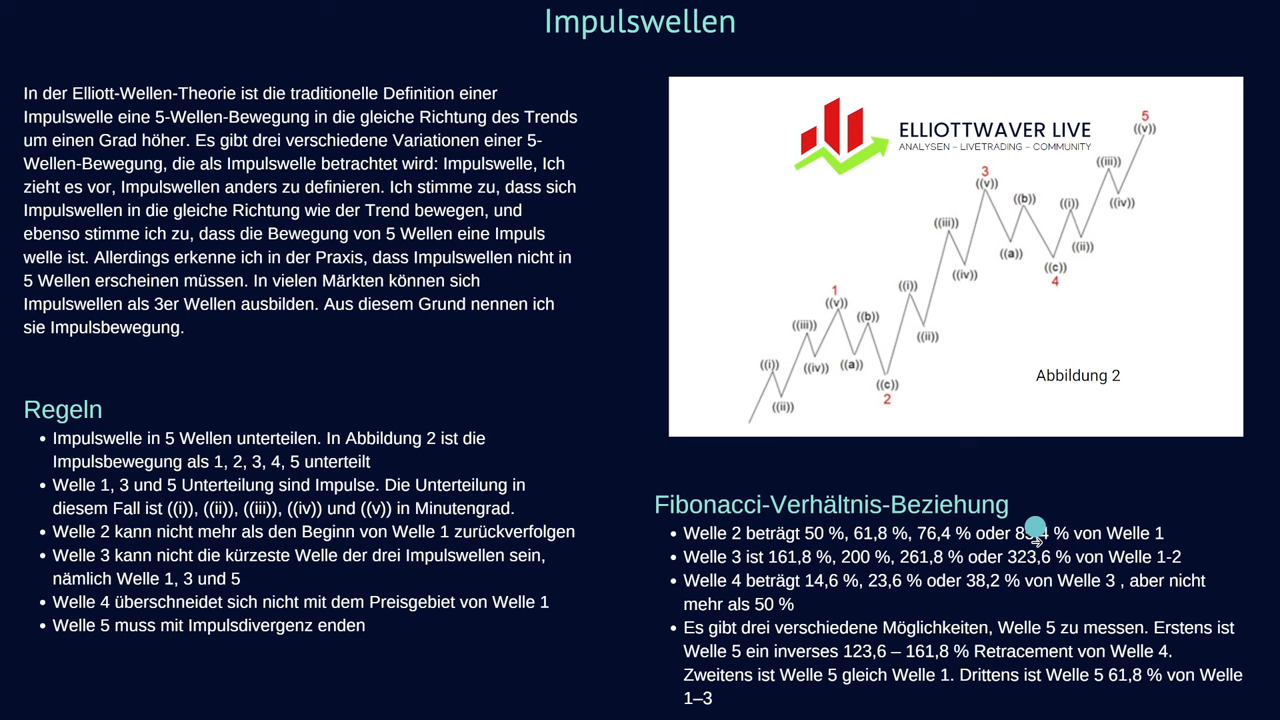 Impulswellen
In der Elliott-Wellen-Theorie ist die traditionelle Definition einer
Impulswelle eine 5-Wellen-Bewegung in die gleiche Richtung des Trends
um einen Grad höher. Es gibt drei verschiedene Variationen einer 5-
Wellen-Bewegung, die als Impulswelle betrachtet wird: Impulswelle, Ich
zieht es vor, Impulswellen anders zu definieren. Ich stimme zu, dass sich
Impulswellen in die gleiche Richtung wie der Trend bewegen, und
ebenso stimme ich zu, dass die Bewegung von 5 Wellen eine Impuls
welle ist. Allerdings erkenne ich in der Praxis, dass Impulswellen nicht in
5 Wellen erscheinen müssen. In vielen Märkten können sich
Impulswellen als 3er Wellen ausbilden. Aus diesem Grund nennen ich
sie Impulsbewegung.
Regeln
• Impulswelle in 5 Wellen unterteilen. In Abbildung 2 ist die
Impulsbewegung als 1, 2, 3, 4, 5 unterteilt
• Welle 1, 3 und 5 Unterteilung sind Impulse. Die Unterteilung in
diesem Fall ist ((i)), ((ii)), ((iii)), ((iv)) und ((v)) in Minutengrad.
• Welle 2 kann nicht mehr als den Beginn von Welle 1 zurückverfolgen
• Welle 3 kann nicht die kürzeste Welle der drei Impulswellen sein,
nämlich Welle 1, 3 und 5
• Welle 4 überschneidet sich nicht mit dem Preisgebiet von Welle 1
• Welle 5 muss mit Impulsdivergenz enden
ELLIOTTWAVER LIVE
ANALYSEN – LIVETRADING – COMMUNITY
((i))
((ii))
((iii))
((iv))
1
((v))
((a))
((b))
((c))
2
((i))
((ii))
((iii))
((iv))
3
((v))
((a))
((b))
((c))
4
((i))
((ii))
((iii))
((iv))
5
((v))
Abbildung 2
Fibonacci-Verhältnis-Beziehung
• Welle 2 beträgt 50 %, 61,8 %, 76,4 % oder % von Welle 1
• Welle 3 ist 161,8 %, 200 %, 261,8 % oder 323,6 % von Welle 1-2
• Welle 4 beträgt 14,6 %, 23,6 % oder 38,2 % von Welle 3 , aber nicht
mehr als 50 %
• Es gibt drei verschiedene Möglichkeiten, Welle 5 zu messen. Erstens ist
Welle 5 ein inverses 123,6 – 161,8 % Retracement von Welle 4.
Zweitens ist Welle 5 gleich Welle 1. Drittens ist Welle 5 61,8 % von Welle
1–3